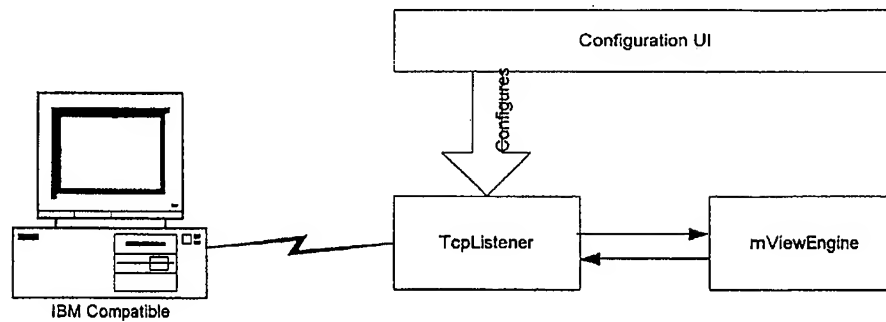 Configuration UI
Configures
TcpListener
mViewEngine
IBM Compatible